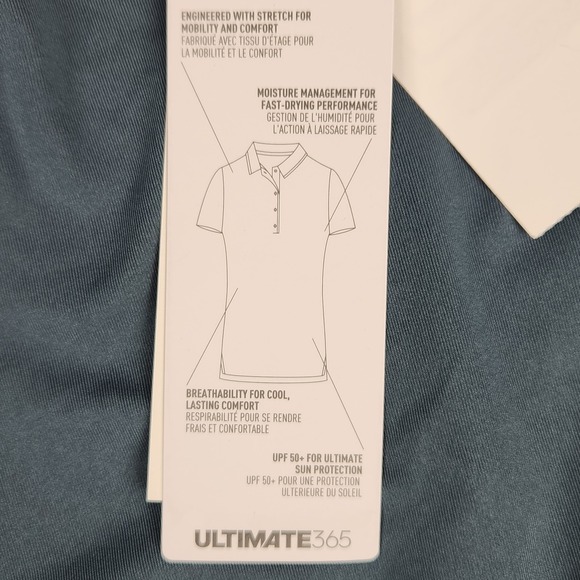 ENGINEERED WITH STRETCH FOR
MOBILITY AND COMFORT
FABRIQUÉ AVEC TISSU D'ÉTAGE POUR
LA MOBILITÉ ET LE CONFORT
MOISTURE MANAGEMENT FOR
FAST-DRYING PERFORMANCE
GESTION DE L'HUMIDITÉ POUR
L'ACTION À LAISSAGE RAPIDE
BREATHABILITY FOR COOL,
LASTING COMFORT
RESPIRABILITÉ POUR SE RENDRE
FRAIS ET CONFORTABLE
UPF 50+ FOR ULTIMATE
SUN PROTECTION
UPF 50+ POUR UNE PROTECTION
ULTERIEURE DU SOLEIL
ULTIMATE365